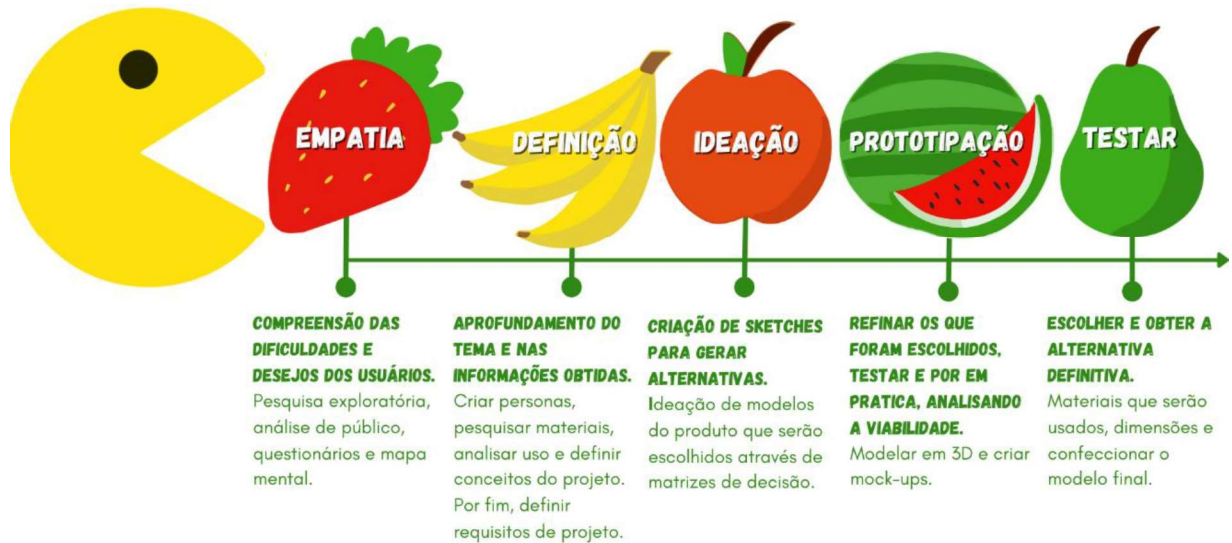 EMPATIA
DEFINIÇÃO
IDEAÇÃO
PROTOTIPAÇÃO
TESTAR
COMPREENSÃO DAS
DIFICULDADES E
DESEJOS DOS USUÁRIOS.
Pesquisa exploratória,
análise de público,
questionários e mapa
mental.
APROFUNDAMENTO DO
TEMA E NAS
INFORMAÇÕES OBTIDAS.
Criar personas,
pesquisar materiais,
analisar uso e definir
conceitos do projeto.
Por fim, definir
requisitos de projeto.
CRIAÇÃO DE SKETCHES
PARA GERAR
ALTERNATIVAS.
Ideação de modelos
do produto que serão
escolhidos através de
matrizes de decisão.
REFINAR OS QUE
FORAM ESCOLHIDOS,
TESTAR E POR EM
PRATICA, ANALISANDO
A VIABILIDADE.
Modelar em 3D e criar
mock-ups.
ESCOLHER E OBTER A
ALTERNATIVA
DEFINITIVA.
Materiais que serão
usados, dimensões e
confeccionar o
modelo final.